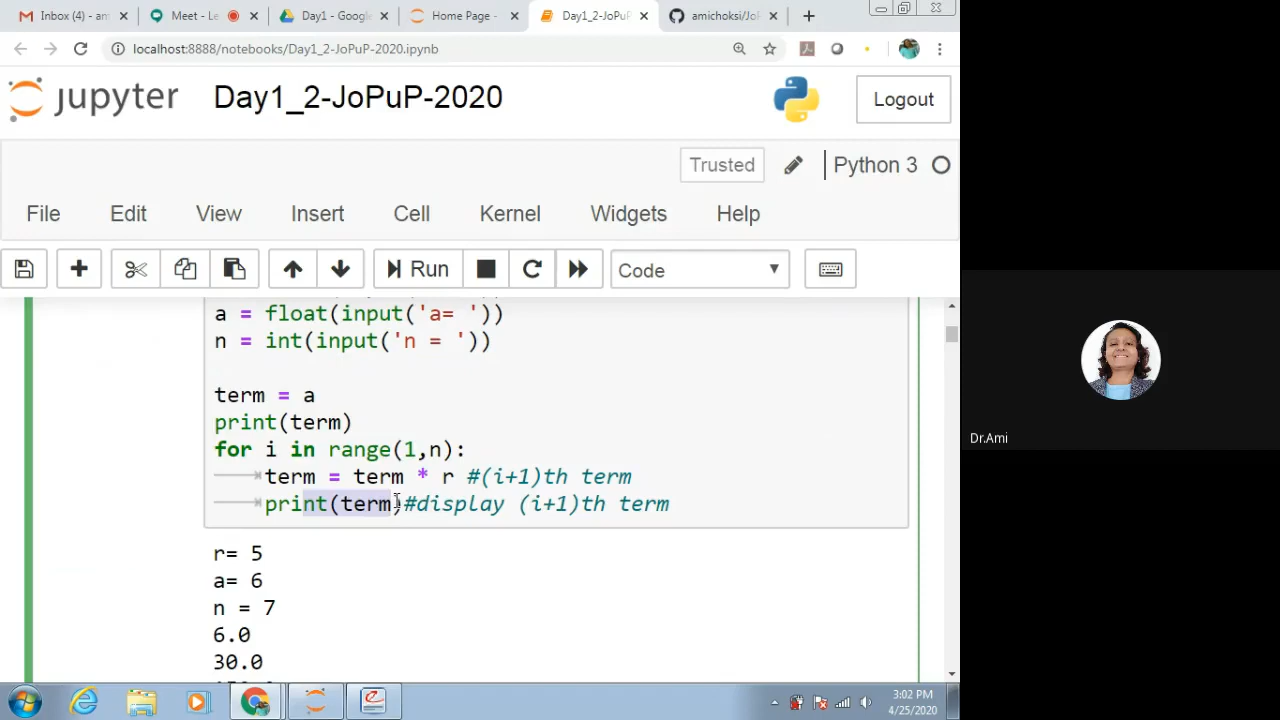 Inbox (4) - am
Meet - Le
Day1 - Google
Home Page -
Day1_2-JoPuP
amichoksi/JoP
localhost:8888/notebooks/Day1_2-JoPuP-2020.ipynb
jupyter Day1_2-JoPuP-2020
Logout
Trusted
Python 3
File Edit View Insert Cell Kernel Widgets Help
Run
Code
a = float(input('a= '))
n = int(input('n = '))
term = a
print(term)
for i in range(1,n):
term = term * r #(i+1)th term
print(term)#display (i+1)th term
r= 5
a= 6
n = 7
6.0
30.0
Dr.Ami
3:02 PM
4/25/2020